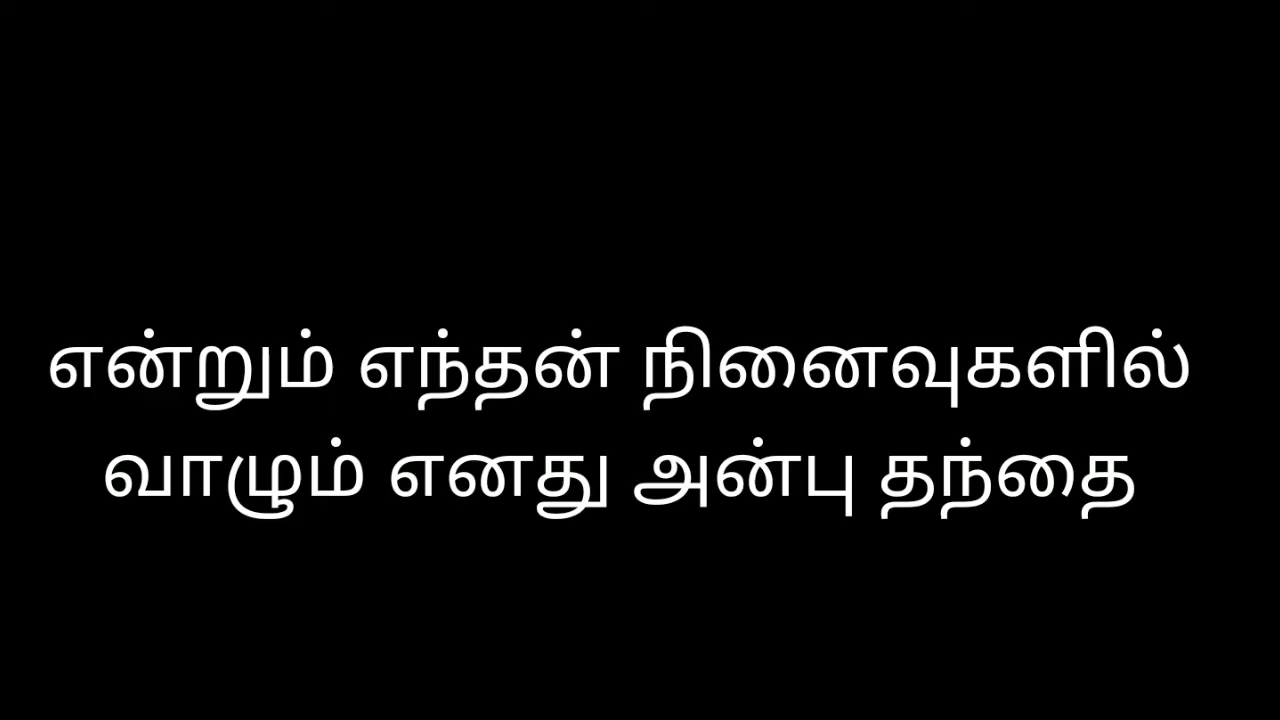 என்றும் எந்தன் நினைவுகளில்
வாழும் எனது அன்பு தந்தை